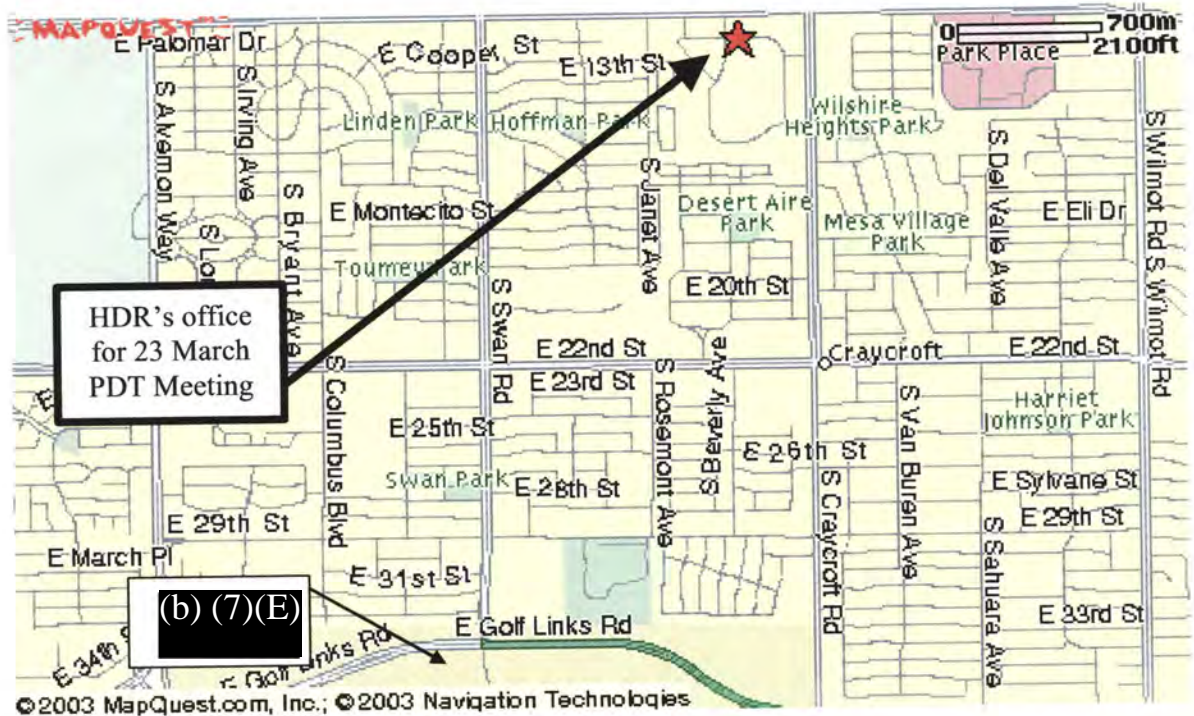 MAPQUEST
700m
0
2100ft
E Palomar Dr
E Cooper St
E 13th St
Park Place
S Irving Ave
S Alvernon Way
Linden Park
Hoffman Park
Wilshire
Heights Park
S Wilmot Rd
S Wilmot Rd
S Bryant Ave
E Montecito St
S Janet Ave
Desert Aire
Park
Mesa Village
Park
S Del Valle Ave
E Eli Dr
Toumeya Park
S Swan Rd
E 20th St
HDR's office
for 23 March
PDT Meeting
E 22nd St
Craycroft
E 22nd St
S Columbus Blvd
E 23rd St
S Rosemont Ave
S Beverly Ave
Harriet
Johnson Park
E 25th St
S Van Buren Ave
E 26th St
Swan Park
E 28th St
S Craycroft Rd
E Sylvane St
E 29th St
E 29th St
S Sahuara Ave
E March Pl
E 31st St
(b) (7)(E)
E 33rd St
E Golf Links Rd
E 34th S
E Golf Links Rd
©2003 MapQuest.com, Inc.; ©2003 Navigation Technologies